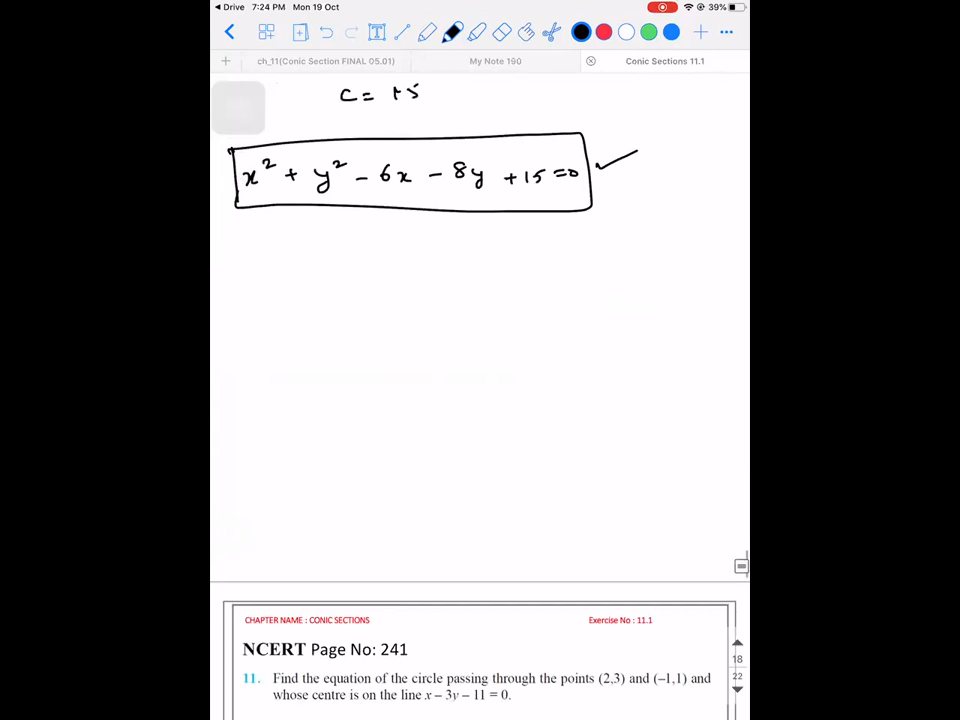 Drive 7:24 PM Mon 19 Oct 39%
ch_11(Conic Section FINAL 05.01) My Note 190 Conic Sections 11.1
c = 15
x² + y² - 6x - 8y + 15 = 0
CHAPTER NAME : CONIC SECTIONS Exercise No : 11.1
NCERT Page No: 241
11. Find the equation of the circle passing through the points (2,3) and (–1,1) and
whose centre is on the line x – 3y – 11 = 0.
18
22